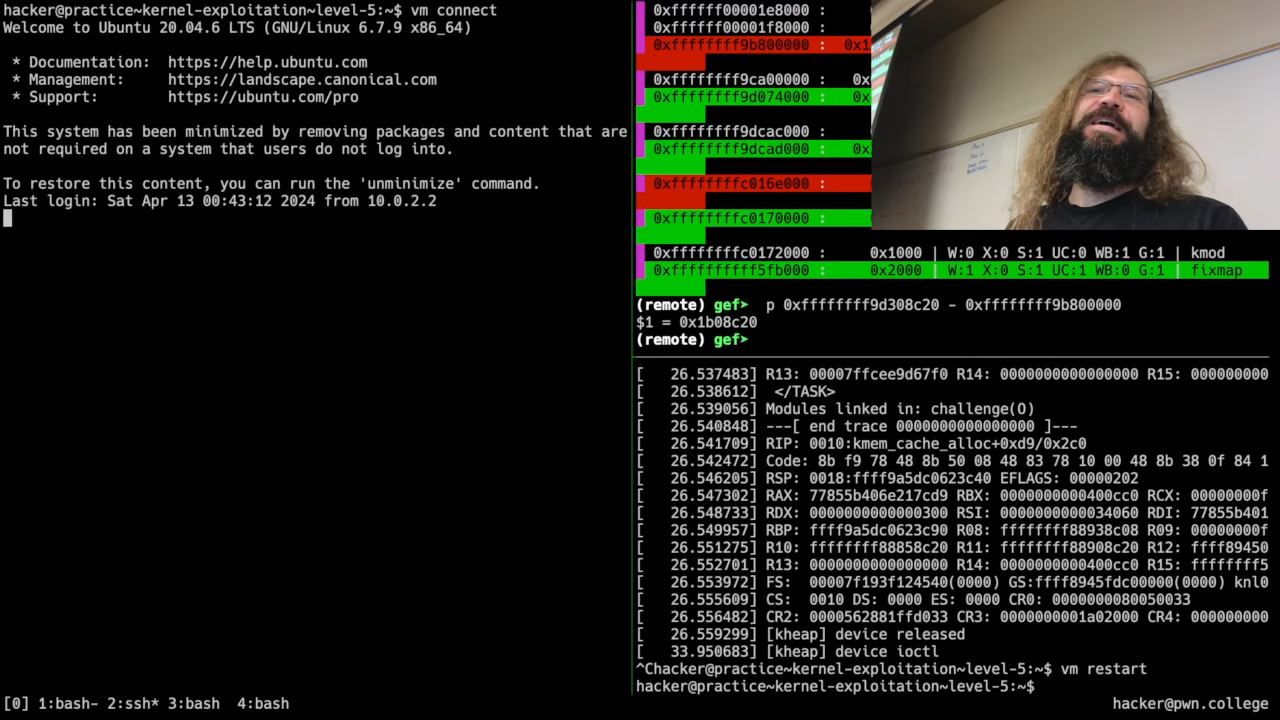 hacker@practice~kernel-exploitation~level-5:~$ vm connect
Welcome to Ubuntu 20.04.6 LTS (GNU/Linux 6.7.9 x86_64)
* Documentation:  https://help.ubuntu.com
* Management:     https://landscape.canonical.com
* Support:        https://ubuntu.com/pro
This system has been minimized by removing packages and content that are
not required on a system that users do not log into.
To restore this content, you can run the 'unminimize' command.
Last login: Sat Apr 13 00:43:12 2024 from 10.0.2.2
0xffffff00001e8000 :
0xffffff00001f8000 :
0xffffffff9b800000 :   0x1
0xffffffff9ca00000 :    0x
0xffffffff9d074000 :    0x
0xffffffff9dcac000 :
0xffffffff9dcad000 :    0x
0xffffffffc016e000 :
0xffffffffc0170000 :
0xffffffffc0172000 :      0x1000 | W:0 X:0 S:1 UC:0 WB:1 G:1 | kmod
0xffffffffff5fb000 :      0x2000 | W:1 X:0 S:1 UC:1 WB:0 G:1 | fixmap
(remote) gef➤  p 0xffffffff9d308c20 - 0xffffffff9b800000
$1 = 0x1b08c20
(remote) gef➤
[   26.537483] R13: 00007ffcee9d67f0 R14: 0000000000000000 R15: 000000000
[   26.538612]  </TASK>
[   26.539056] Modules linked in: challenge(O)
[   26.540848] ---[ end trace 0000000000000000 ]---
[   26.541709] RIP: 0010:kmem_cache_alloc+0xd9/0x2c0
[   26.542472] Code: 8b f9 78 48 8b 50 08 48 83 78 10 00 48 8b 38 0f 84 1
[   26.546205] RSP: 0018:ffff9a5dc0623c40 EFLAGS: 00000202
[   26.547302] RAX: 77855b406e217cd9 RBX: 0000000000400cc0 RCX: 00000000f
[   26.548733] RDX: 0000000000000300 RSI: 0000000000034060 RDI: 77855b401
[   26.549957] RBP: ffff9a5dc0623c90 R08: ffffffff88938c08 R09: 00000000f
[   26.551275] R10: ffffffff88858c20 R11: ffffffff88908c20 R12: ffff89450
[   26.552701] R13: 0000000000000000 R14: 0000000000400cc0 R15: ffffffff5
[   26.553972] FS:  00007f193f124540(0000) GS:ffff8945fdc00000(0000) knl0
[   26.555609] CS:  0010 DS: 0000 ES: 0000 CR0: 0000000080050033
[   26.556482] CR2: 0000562881ffd033 CR3: 0000000001a02000 CR4: 000000000
[   26.559299] [kheap] device released
[   33.950683] [kheap] device ioctl
^Chacker@practice~kernel-exploitation~level-5:~$ vm restart
hacker@practice~kernel-exploitation~level-5:~$
[0] 1:bash- 2:ssh* 3:bash  4:bash
hacker@pwn.college